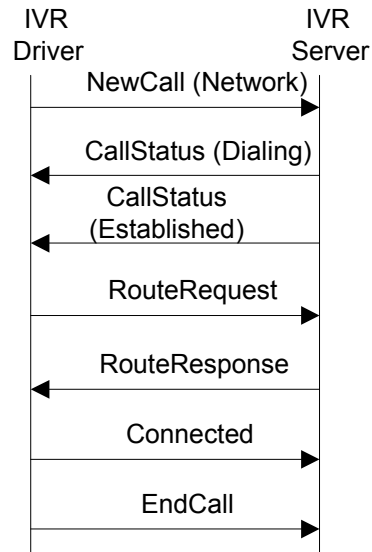 IVR
Driver
IVR
Server
NewCall (Network)
CallStatus (Dialing)
CallStatus
(Established)
RouteRequest
RouteResponse
Connected
EndCall